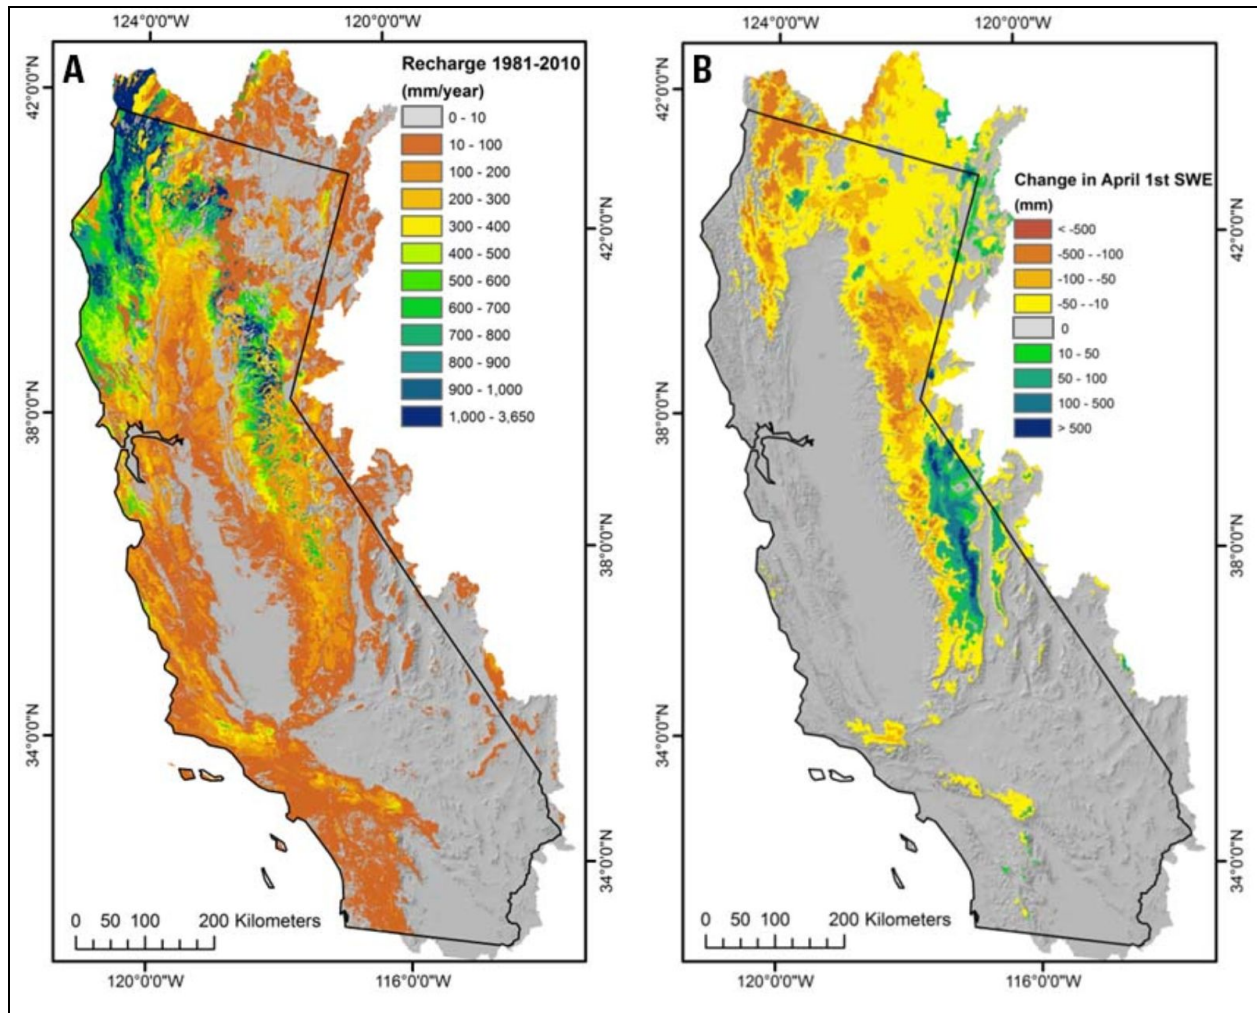 124°0'0"W 120°0'0"W
A
Recharge 1981-2010
(mm/year)
0 - 10
10 - 100
100 - 200
200 - 300
300 - 400
400 - 500
500 - 600
600 - 700
700 - 800
800 - 900
900 - 1,000
1,000 - 3,650
42°0'0"N
38°0'0"N
34°0'0"N
42°0'0"N
38°0'0"N
34°0'0"N
0 50 100 200 Kilometers
120°0'0"W 116°0'0"W
124°0'0"W 120°0'0"W
B
Change in April 1st SWE
(mm)
< -500
-500 - -100
-100 - -50
-50 - -10
0
10 - 50
50 - 100
100 - 500
> 500
42°0'0"N
38°0'0"N
34°0'0"N
42°0'0"N
38°0'0"N
34°0'0"N
0 50 100 200 Kilometers
120°0'0"W 116°0'0"W